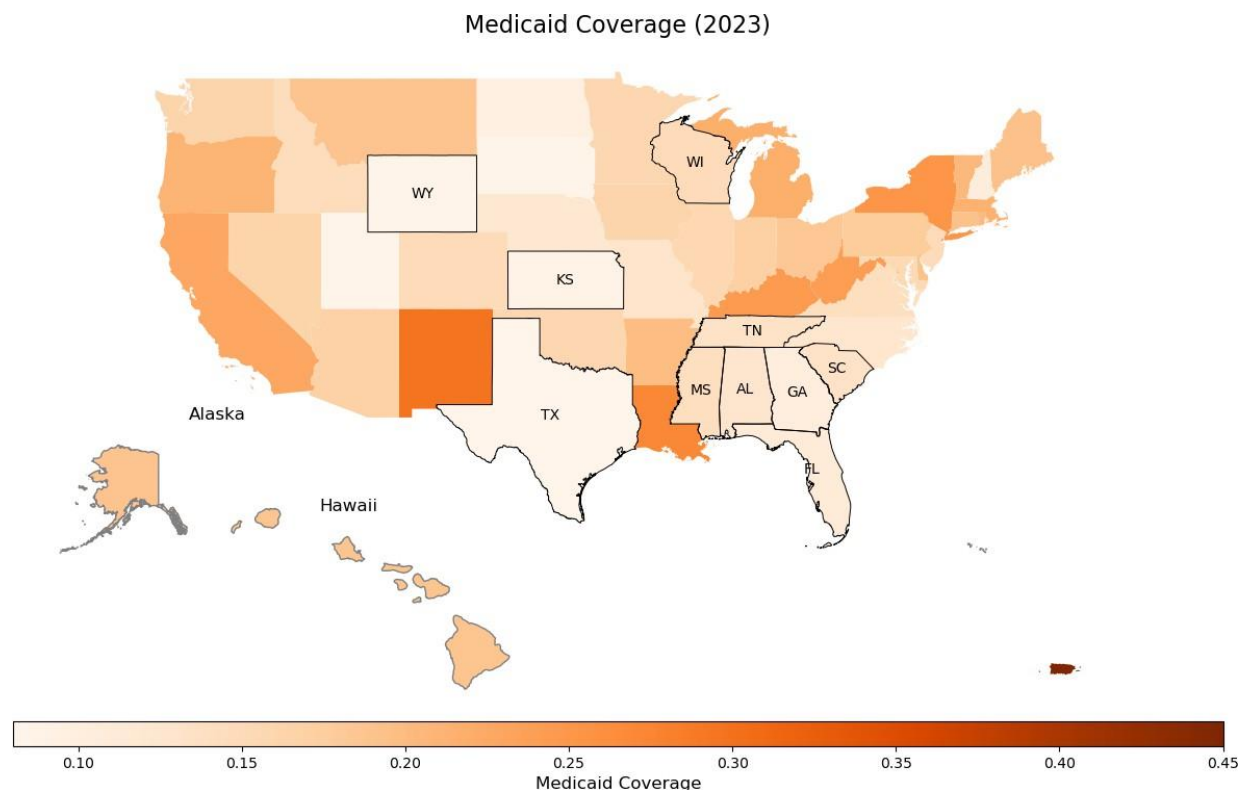 Medicaid Coverage (2023)
WI
WY
KS
TN
SC
MS AL GA
TX
Alaska
FL
Hawaii
0.10 0.15 0.20 0.25 0.30 0.35 0.40 0.45
Medicaid Coverage